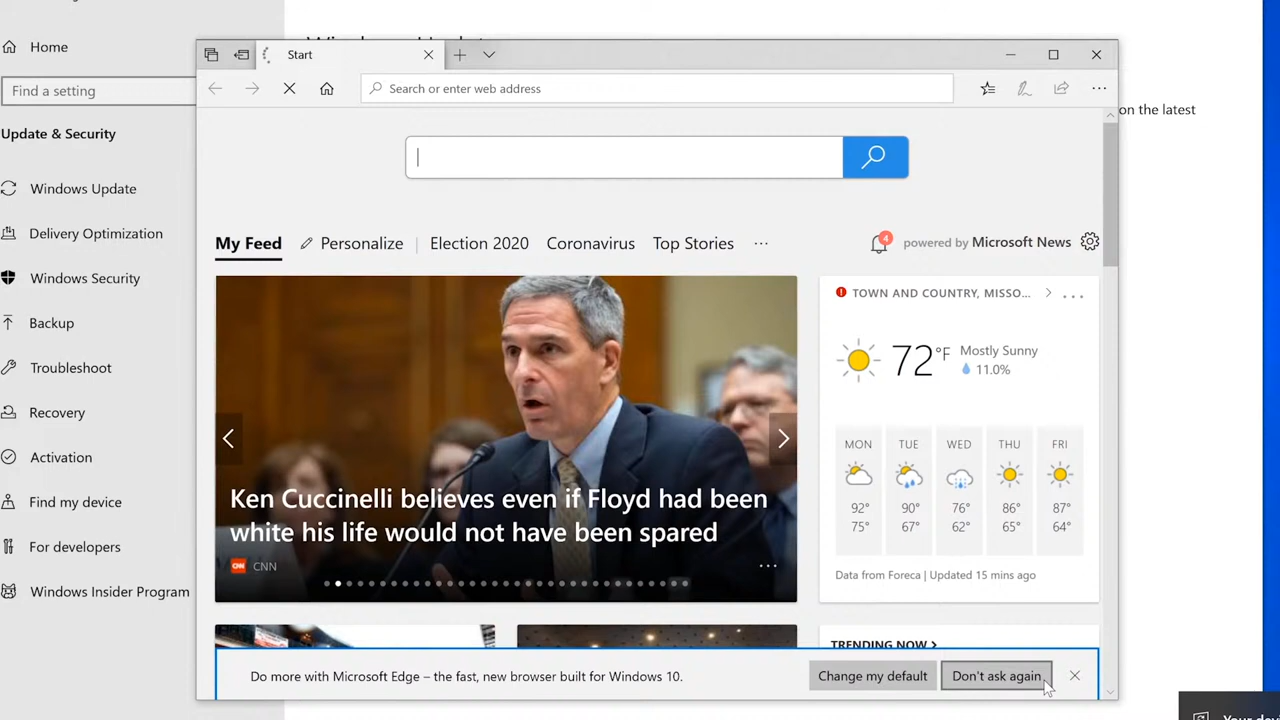 Home
Find a setting
Update & Security
Windows Update
Delivery Optimization
Windows Security
Backup
Troubleshoot
Recovery
Activation
Find my device
For developers
Windows Insider Program
on the latest
Start
Search or enter web address
My Feed
Personalize
Election 2020
Coronavirus
Top Stories
4
powered by Microsoft News
Ken Cuccinelli believes even if Floyd had been
white his life would not have been spared
CNN
CNN
TOWN AND COUNTRY, MISSO...
72°F
Mostly Sunny
11.0%
MON TUE WED THU FRI
92° 90° 76° 86° 87°
75° 67° 62° 65° 64°
Data from Foreca | Updated 15 mins ago
TRENDING NOW >
Do more with Microsoft Edge – the fast, new browser built for Windows 10.
Change my default
Don't ask again